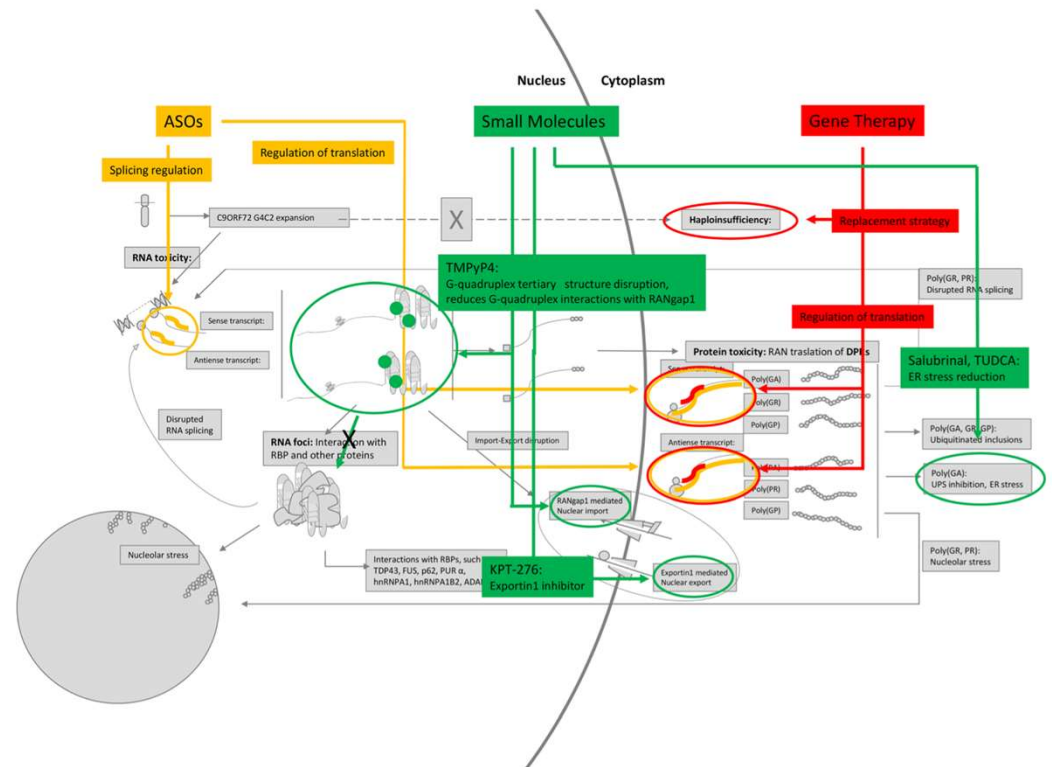 Nucleus
Cytoplasm
ASOs
Small Molecules
Gene Therapy
Splicing regulation
Regulation of translation
C9ORF72 G4C2 expansion
X
Haploinsufficiency:
Replacement strategy
RNA toxicity:
TMPyP4:
G-quadruplex tertiary structure disruption,
reduces G-quadruplex interactions with RANgap1
Poly(GR, PR):
Disrupted RNA splicing
Sense transcript:
Regulation of translation
Antiense transcript:
Protein toxicity: RAN traslation of DPRs
Salubrinal, TUDCA:
ER stress reduction
Poly(GA)
Poly(GR)
Poly(GP)
Disrupted
RNA splicing
X
RNA foci: Interaction with
RBP and other proteins
Import-Export disruption
Antiense transcript:
Poly(GA, GR, GP):
Ubiquitinated inclusions
Poly(PR)
Poly(GP)
Poly(GA):
UPS inhibition, ER stress
RANgap1 mediated
Nuclear import
Nucleolar stress
Interactions with RBPs, such
TDP43, FUS, p62, PUR α,
hnRNPA1, hnRNPA1B2,
KPT-276:
Exportin1 inhibitor
Exportin1 mediated
Nuclear export
Poly(GR, PR):
Nucleolar stress